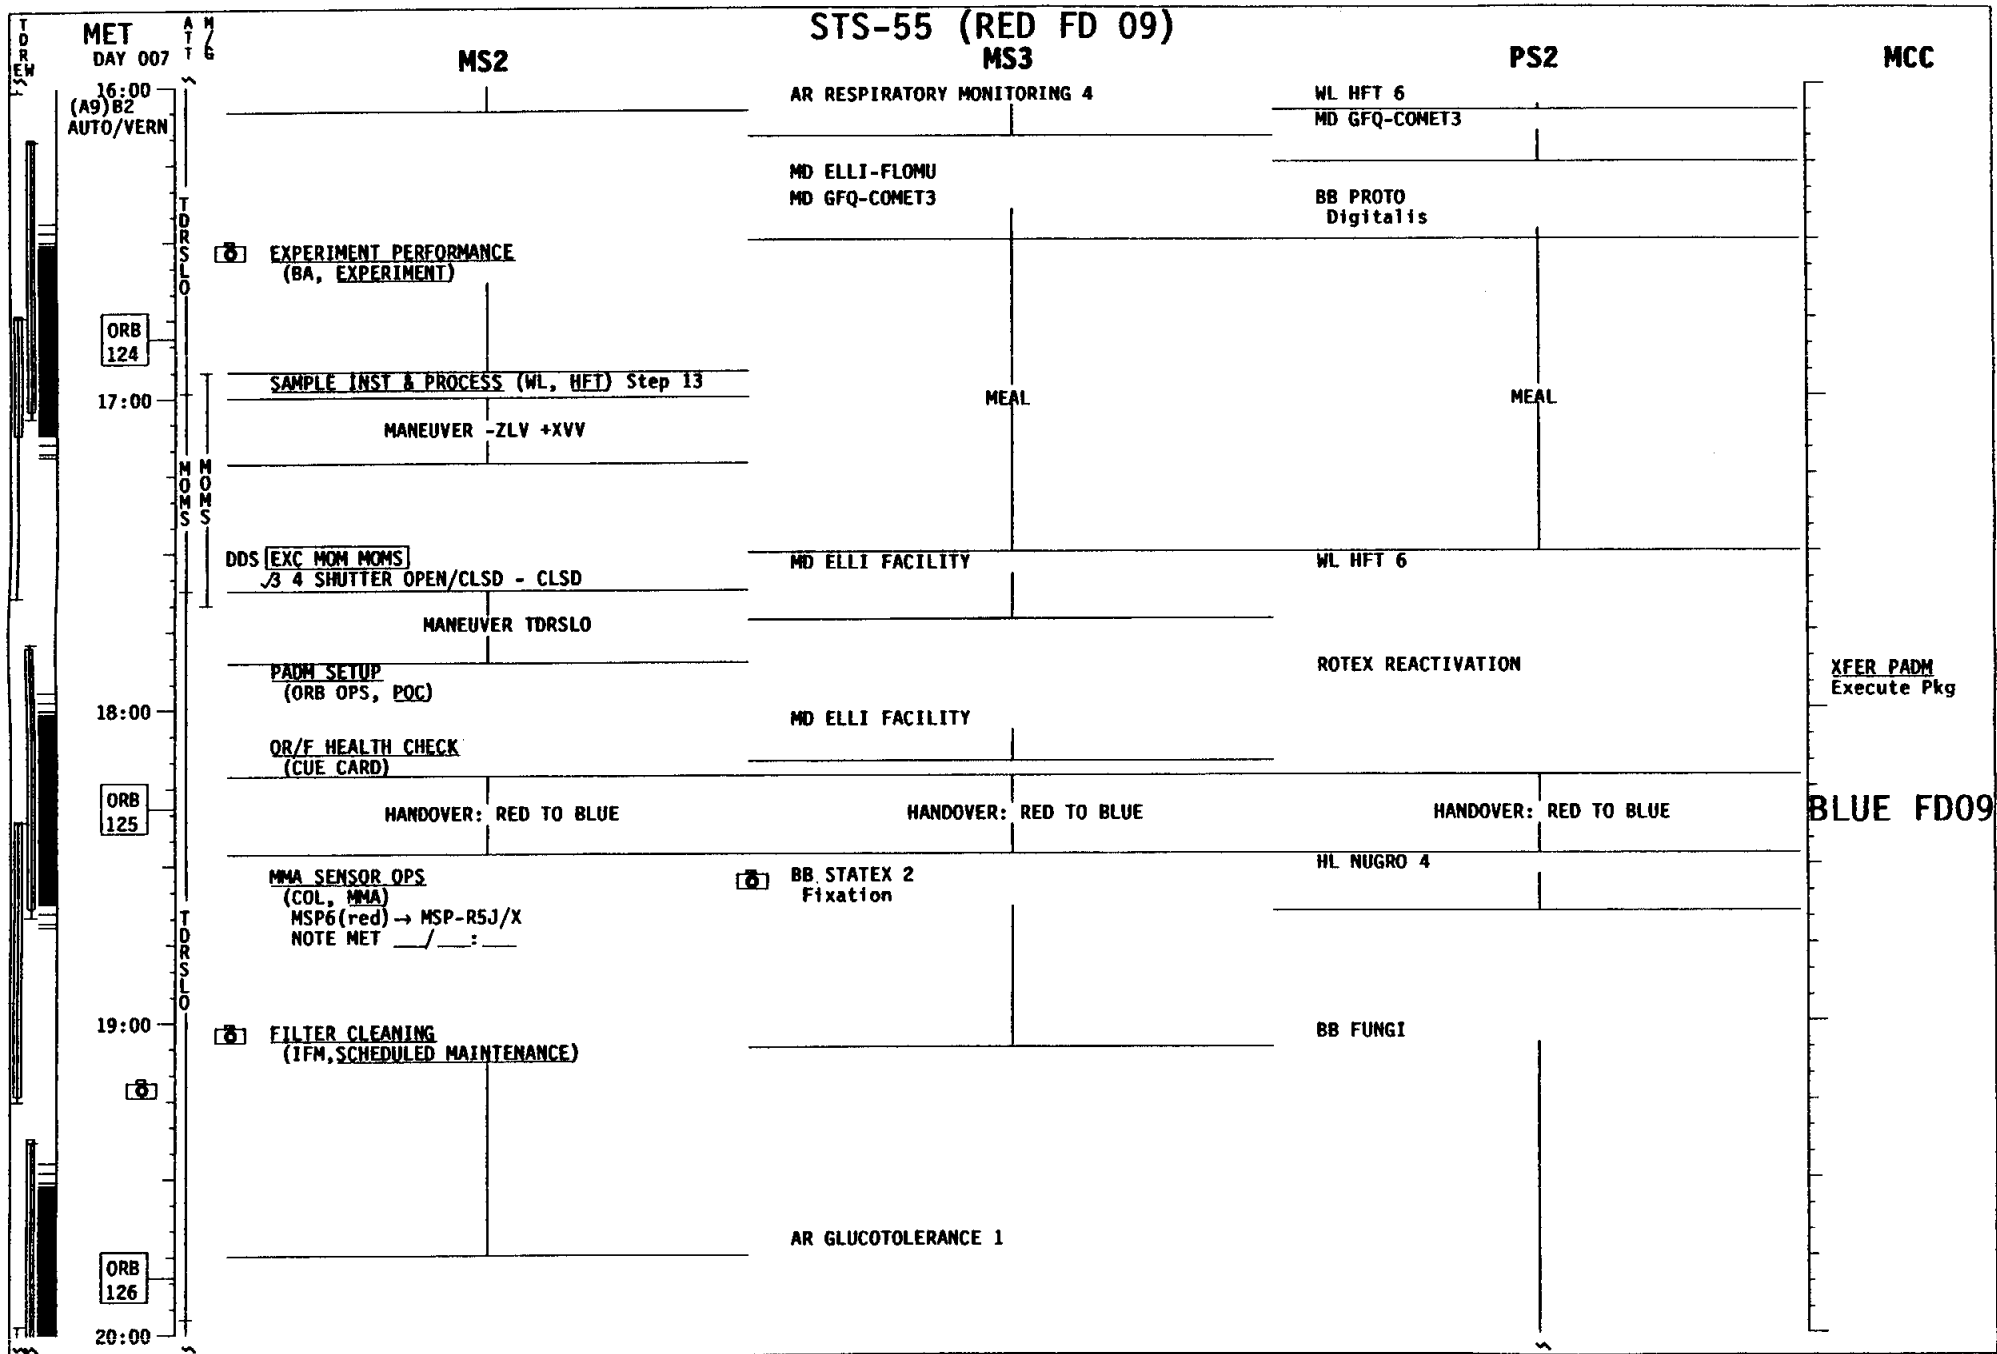 STS-55 (RED FD 09)
TDRE W
MET
DAY 007
ATT
M/G
MS2
MS3
PS2
MCC
16:00
(A9)B2
AUTO/VERN
AR RESPIRATORY MONITORING 4
WL HFT 6
MD GFQ-COMET3
MD ELLI-FLOMU
MD GFQ-COMET3
BB PROTO
Digitalis
TDRSLO
EXPERIMENT PERFORMANCE
(BA, EXPERIMENT)
ORB
124
SAMPLE INST & PROCESS (WL, HFT) Step 13
17:00
MEAL
MEAL
MANEUVER -ZLV +XVV
MOMS
MOMS
DDS EXC MOM MOMS
√3 4 SHUTTER OPEN/CLSD - CLSD
MD ELLI FACILITY
WL HFT 6
MANEUVER TDRSLO
PADM SETUP
(ORB OPS, POC)
ROTEX REACTIVATION
XFER PADM
Execute Pkg
18:00
MD ELLI FACILITY
OR/F HEALTH CHECK
(CUE CARD)
ORB
125
HANDOVER: RED TO BLUE
HANDOVER: RED TO BLUE
HANDOVER: RED TO BLUE
BLUE FD09
MMA SENSOR OPS
(COL, MMA)
MSP6(red)→ MSP-R5J/X
NOTE MET ___/___:___
BB STATEX 2
Fixation
HL NUGRO 4
TDRSLO
19:00
FILTER CLEANING
(IFM,SCHEDULED MAINTENANCE)
BB FUNGI
AR GLUCOTOLERANCE 1
ORB
126
20:00